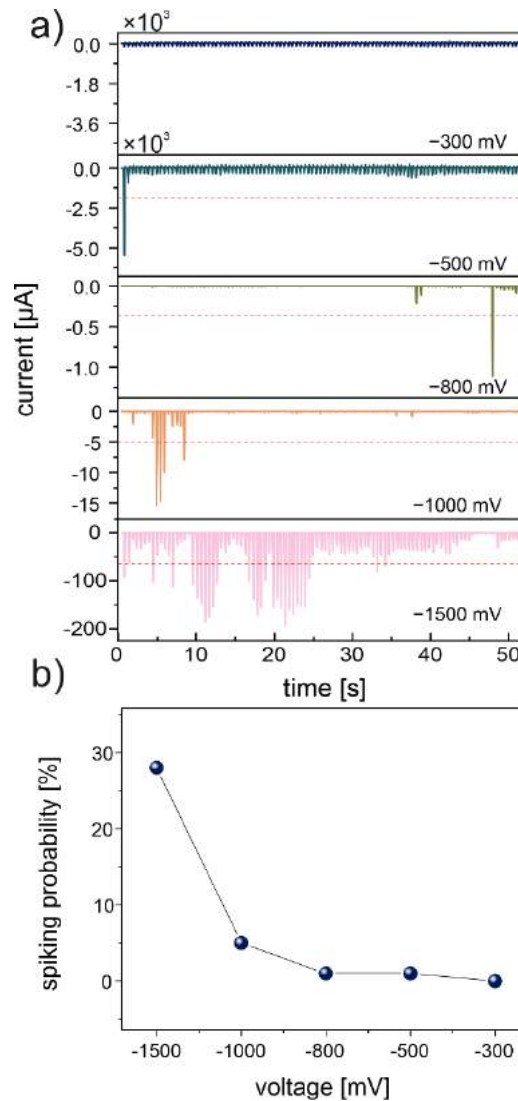 a)
×10³
0.0
-1.8
-3.6
−300 mV
×10³
0.0
-2.5
-5.0
−500 mV
0.0
-0.5
-1.0
−800 mV
0
-5
-10
-15
−1000 mV
0
-100
-200
−1500 mV
0 10 20 30 40 50
current [µA]
time [s]
b)
30
20
10
0
spiking probability [%]
-1500 -1000 -800 -500 -300
voltage [mV]